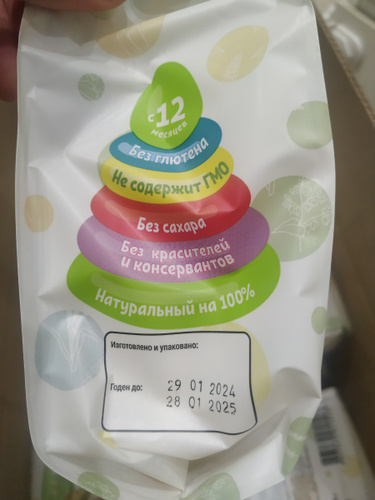 с 12
месяцев
Без глютена
Не содержит ГМО
Без сахара
Без красителей
и консервантов
Натуральный на 100%
Изготовлено и упаковано:
29 01 2024
Годен до:
28 01 2025